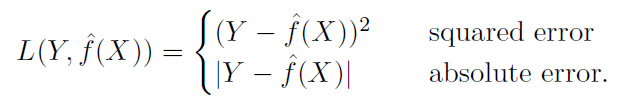 L(Y, f̂(X)) = { (Y − f̂(X))² squared error
|Y − f̂(X)| absolute error.